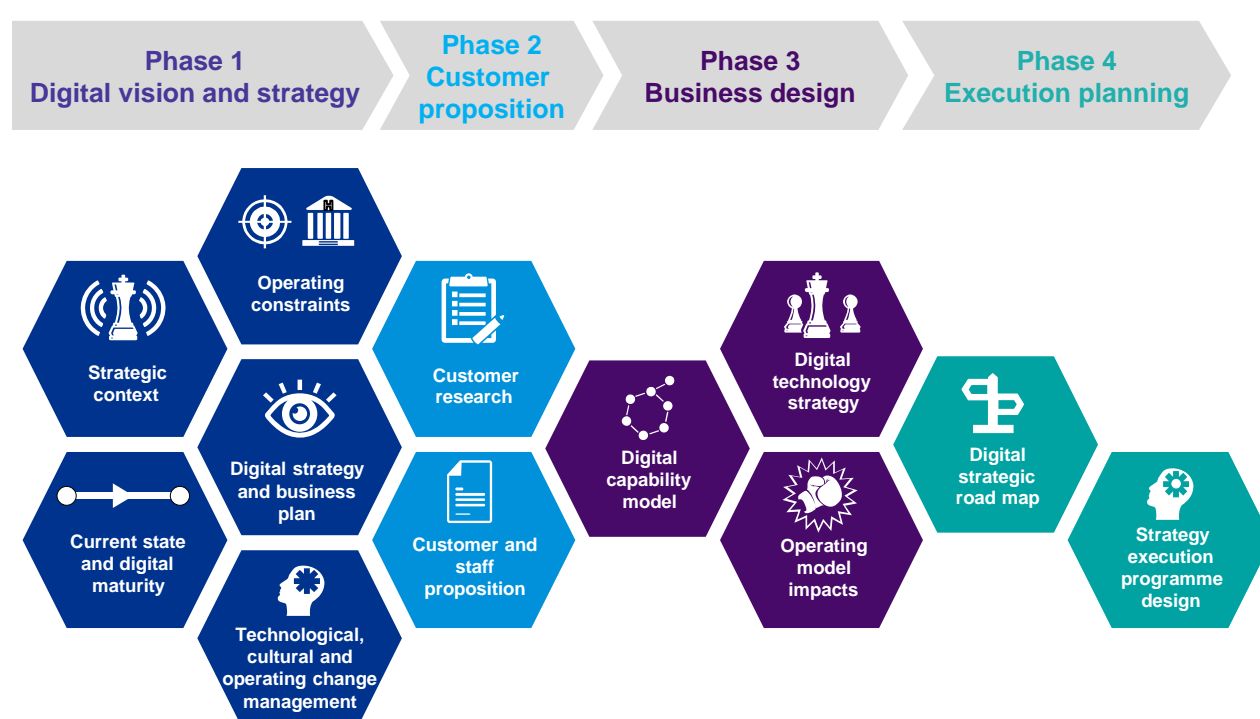 Phase 1
Digital vision and strategy
Phase 2
Customer
proposition
Phase 3
Business design
Phase 4
Execution planning
Operating
constraints
Strategic
context
Digital strategy
and business
plan
Current state
and digital
maturity
Technological,
cultural and
operating change
management
Customer
research
Customer and
staff
proposition
Digital
capability
model
Digital
technology
strategy
Operating
model
impacts
Digital
strategic
road map
Strategy
execution
programme
design